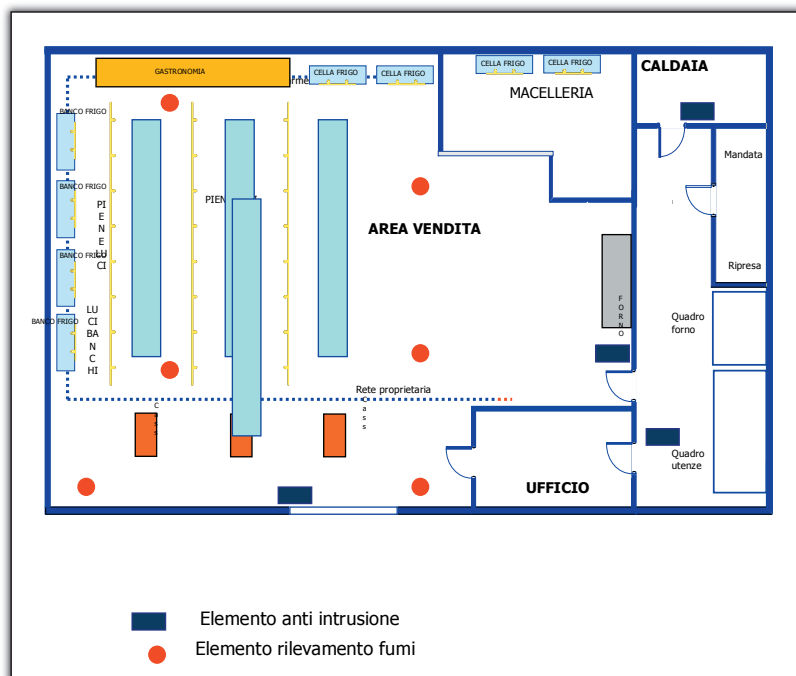 GASTRONOMIA
CELLA FRIGO
CELLA FRIGO
CELLA FRIGO
CELLA FRIGO
CALDAIA
MACELLERIA
BANCO FRIGO
Mandata
BANCO FRIGO
PI
E N
E LU
CI
PIEN
AREA VENDITA
BANCO FRIGO
Ripresa
LU
CI BA
N C
H I
BANCO FRIGO
F O R N O
Quadro
forno
Rete proprietaria
C a s s
C a s s
Quadro
utenze
UFFICIO
Elemento anti intrusione
Elemento rilevamento fumi